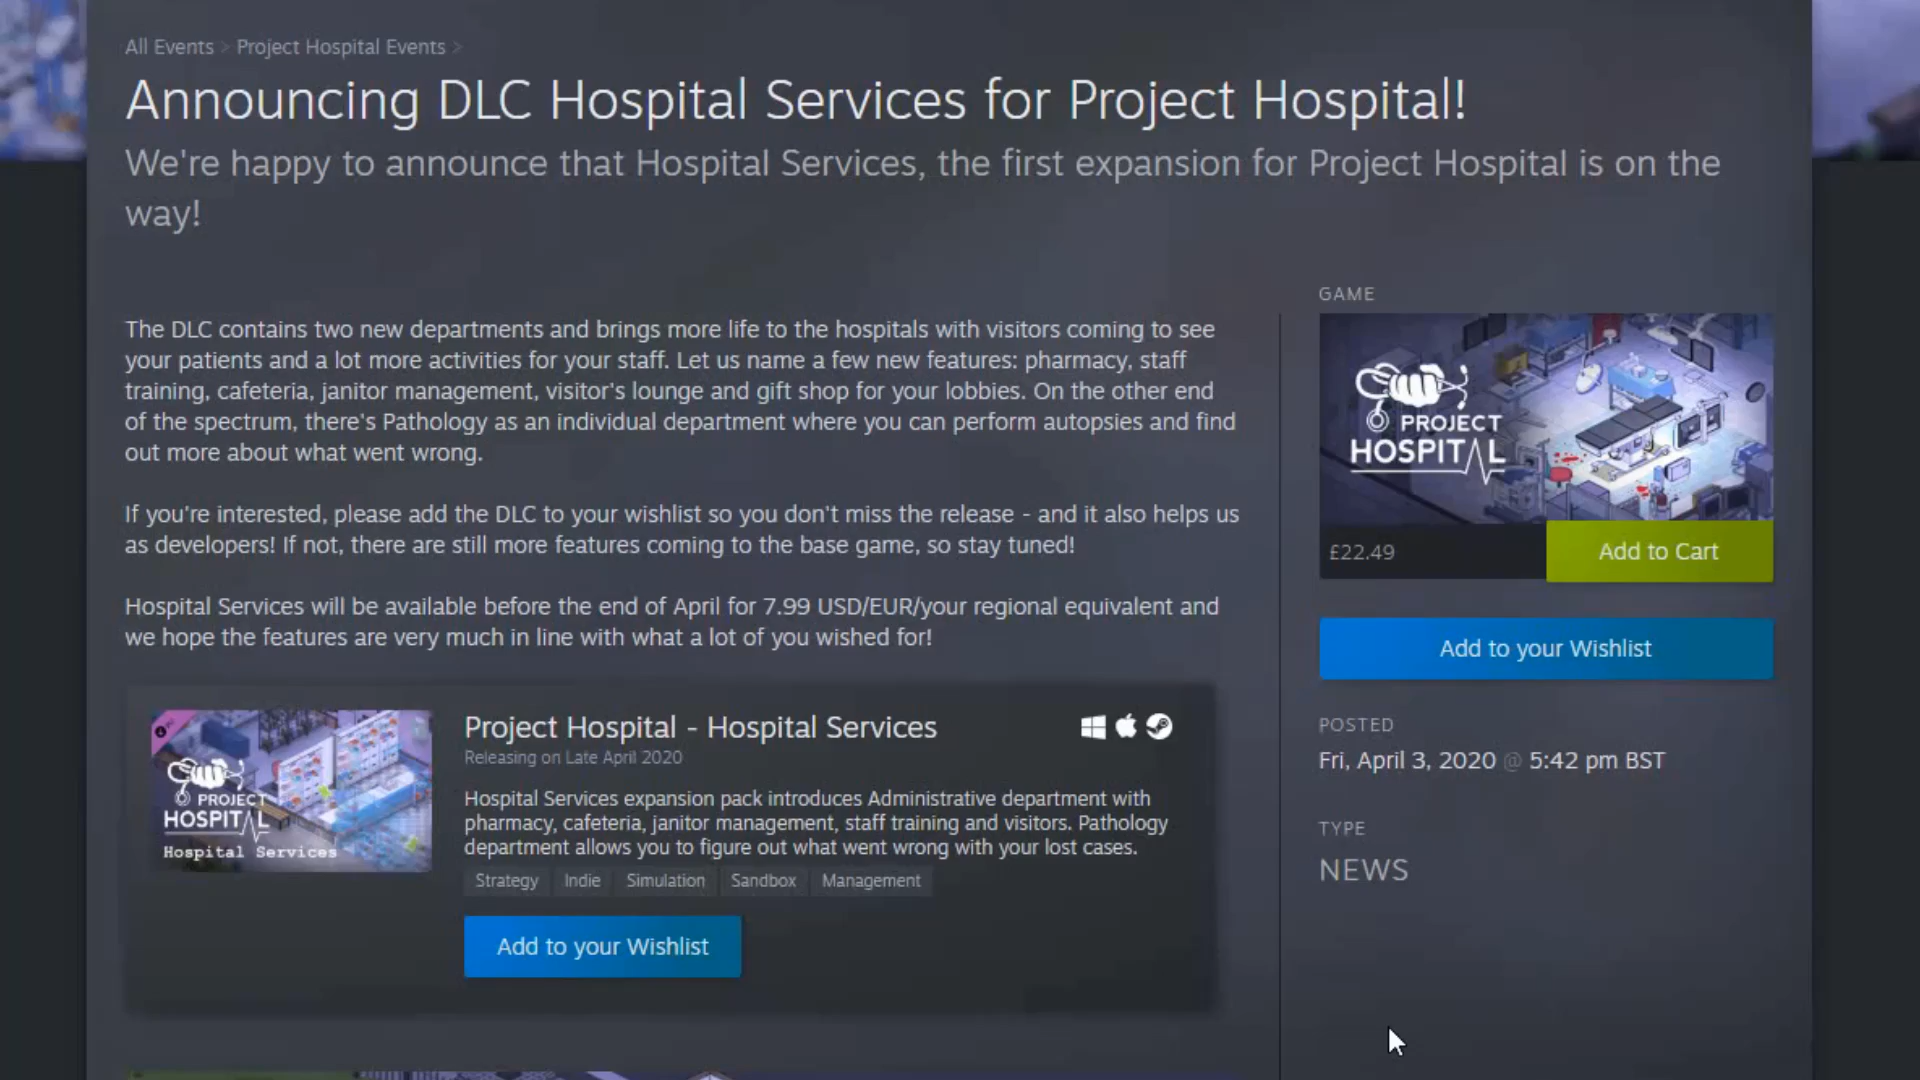 All Events > Project Hospital Events >
Announcing DLC Hospital Services for Project Hospital!
We're happy to announce that Hospital Services, the first expansion for Project Hospital is on the
way!
The DLC contains two new departments and brings more life to the hospitals with visitors coming to see
your patients and a lot more activities for your staff. Let us name a few new features: pharmacy, staff
training, cafeteria, janitor management, visitor's lounge and gift shop for your lobbies. On the other end
of the spectrum, there's Pathology as an individual department where you can perform autopsies and find
out more about what went wrong.
If you're interested, please add the DLC to your wishlist so you don't miss the release - and it also helps us
as developers! If not, there are still more features coming to the base game, so stay tuned!
Hospital Services will be available before the end of April for 7.99 USD/EUR/your regional equivalent and
we hope the features are very much in line with what a lot of you wished for!
PROJECT
HOSPITAL
Hospital Services
Project Hospital - Hospital Services
Releasing on Late April 2020
Hospital Services expansion pack introduces Administrative department with
pharmacy, cafeteria, janitor management, staff training and visitors. Pathology
department allows you to figure out what went wrong with your lost cases.
Strategy Indie Simulation Sandbox Management
Add to your Wishlist
GAME
PROJECT
HOSPITAL
£22.49
Add to Cart
Add to your Wishlist
POSTED
Fri, April 3, 2020 @ 5:42 pm BST
TYPE
NEWS